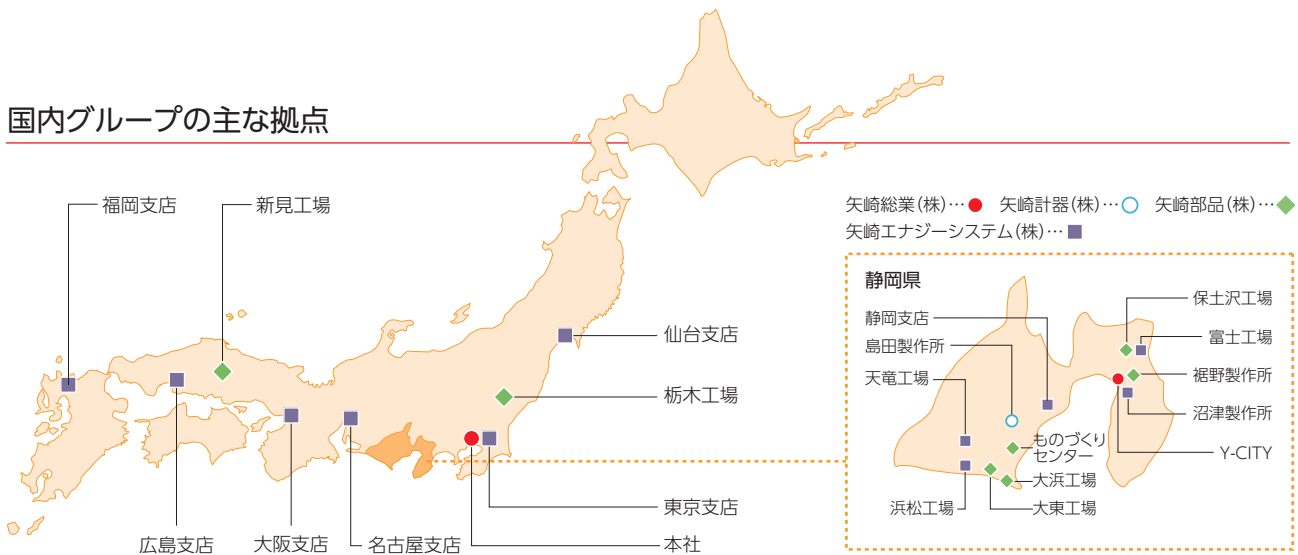 国内グループの主な拠点
福岡支店
新見工場
仙台支店
栃木工場
東京支店
本社
広島支店
大阪支店
名古屋支店
矢崎総業(株)…
矢崎計器(株)…
矢崎部品(株)…
矢崎エナジーシステム(株)…
静岡県
静岡支店
島田製作所
天竜工場
浜松工場
保土沢工場
富士工場
裾野製作所
沼津製作所
Y-CITY
ものづくり
センター
大浜工場
大東工場